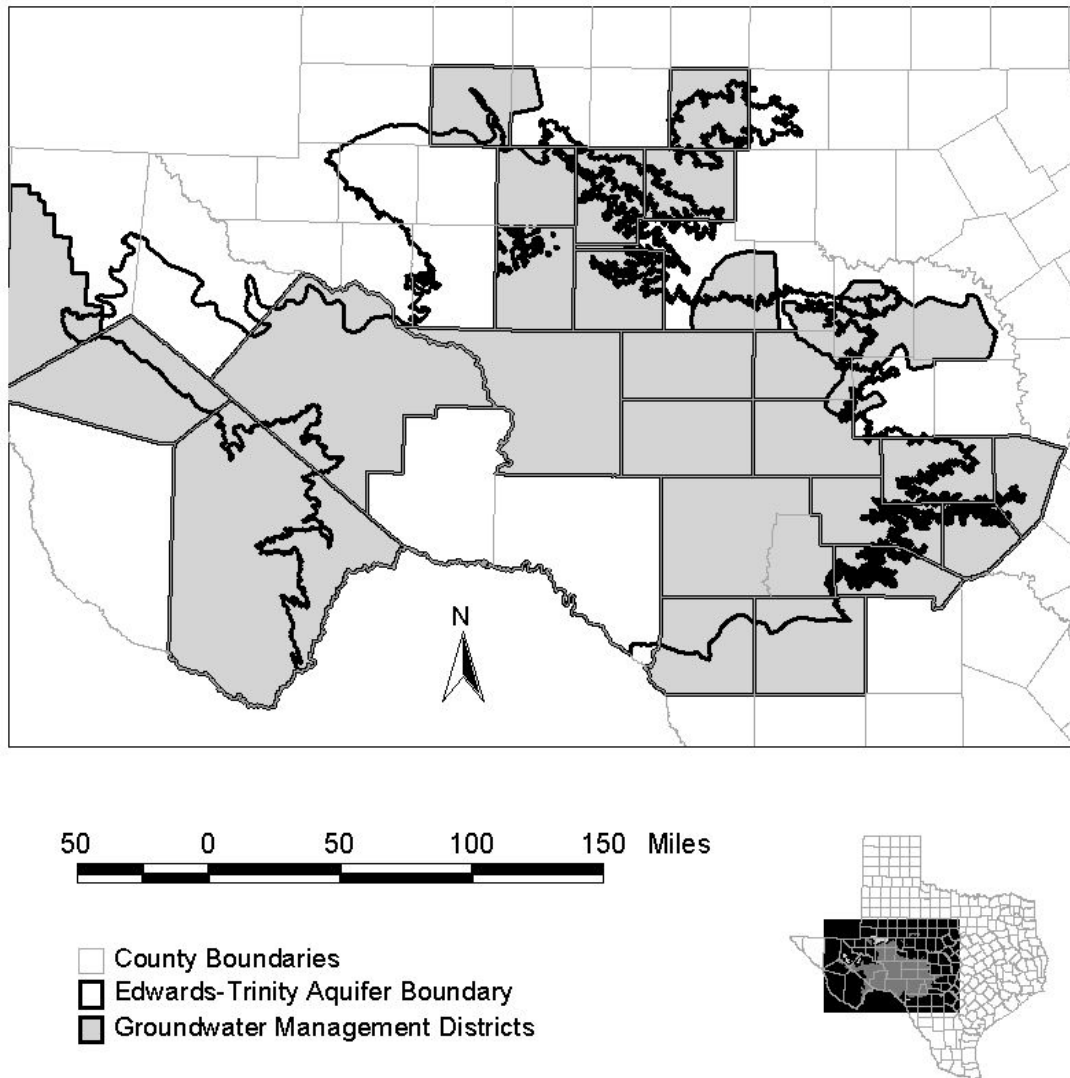 N
50 0 50 100 150 Miles
County Boundaries
Edwards-Trinity Aquifer Boundary
Groundwater Management Districts